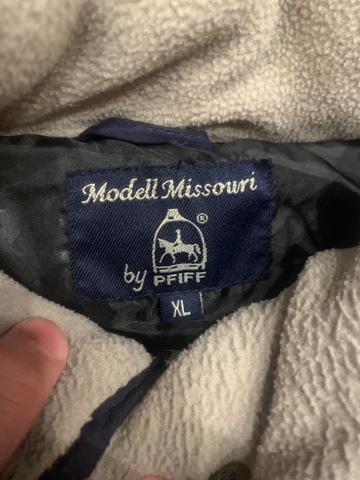 Modell Missouri
®
by PFIFF
XL